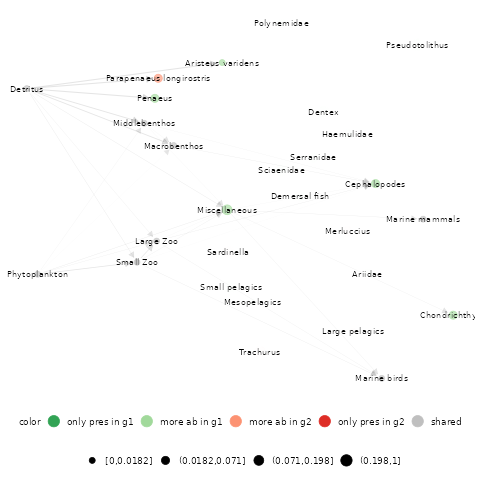 Polynemidae
Pseudotolithus
Aristeus varidens
Parapenaeus longirostris
Detritus
Penaeus
Dentex
Middlebenthos
Haemulidae
Macrobenthos
Serranidae
Sciaenidae
Cephalopodes
Demersal fish
Miscellaneous
Marine mammals
Merluccius
Large Zoo
Sardinella
Small Zoo
Phytoplankton
Ariidae
Small pelagics
Mesopelagics
Chondrichthy
Large pelagics
Trachurus
Marine birds
color only pres in g1 more ab in g1 more ab in g2 only pres in g2 shared
[0,0.0182] (0.0182,0.071] (0.071,0.198] (0.198,1]